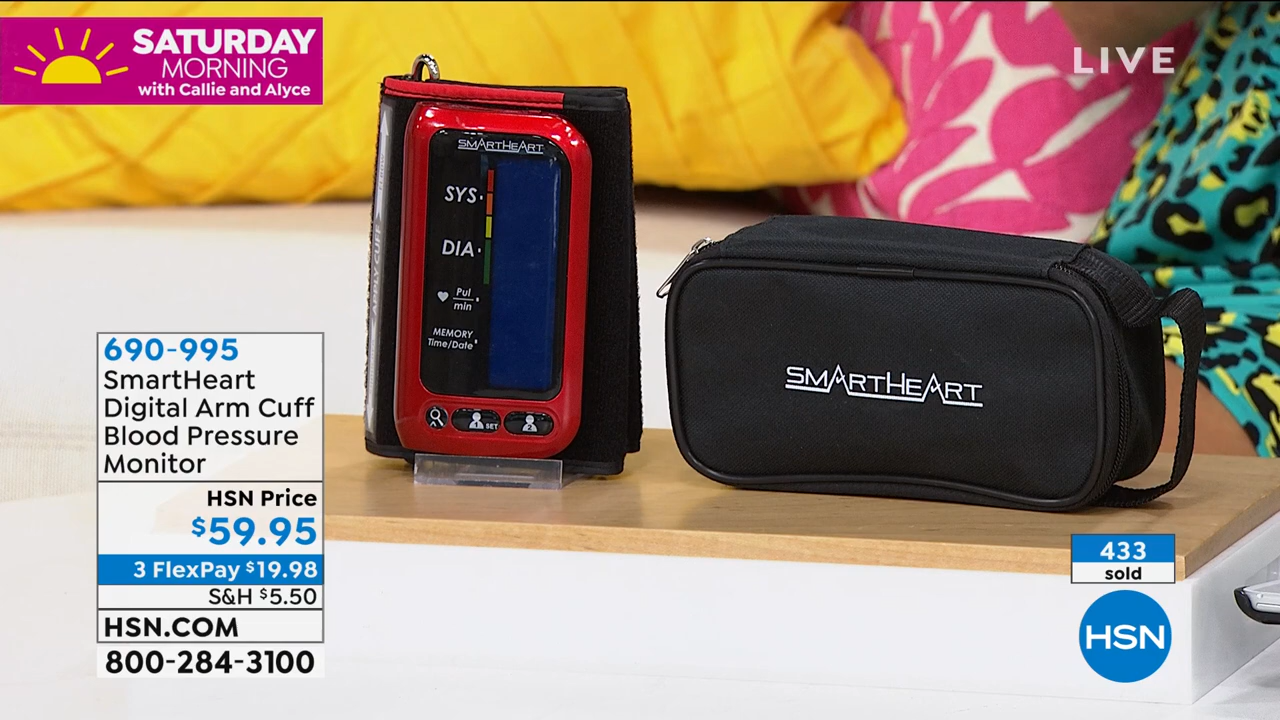 SATURDAY
MORNING
with Callie and Alyce
LIVE
SMARTHEART
SYS
DIA
Pul
min
MEMORY
Time/Date
1 SET
2
SMARTHEART
690-995
SmartHeart
Digital Arm Cuff
Blood Pressure
Monitor
HSN Price
$59.95
3 FlexPay $19.98
S&H $5.50
HSN.COM
800-284-3100
433
sold
HSN